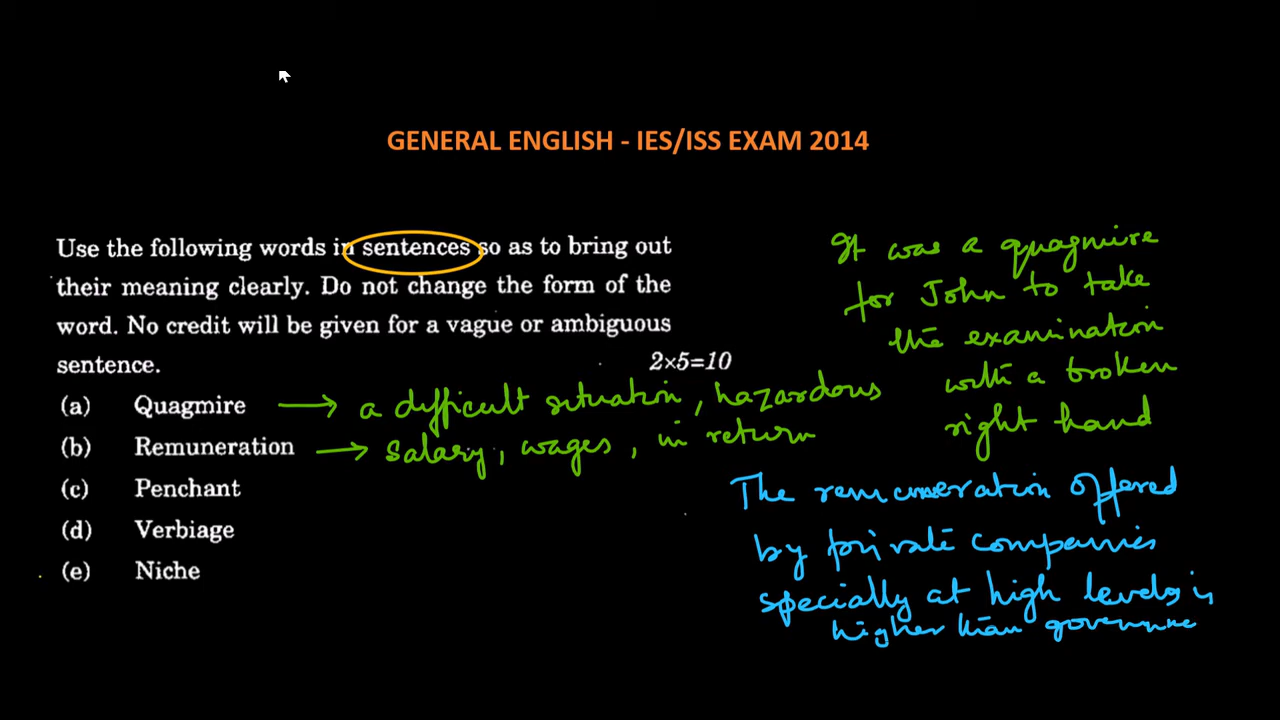 GENERAL ENGLISH - IES/ISS EXAM 2014
Use the following words in sentences so as to bring out
their meaning clearly. Do not change the form of the
word. No credit will be given for a vague or ambiguous
sentence.
2×5=10
(a) Quagmire → a difficult situation, hazardous
(b) Remuneration → salary, wages, in return
(c) Penchant
(d) Verbiage
(e) Niche
It was a quagmire
for John to take
the examination
with a broken
right hand
The remuneration offered
by private companies
specially at high levels is
higher than